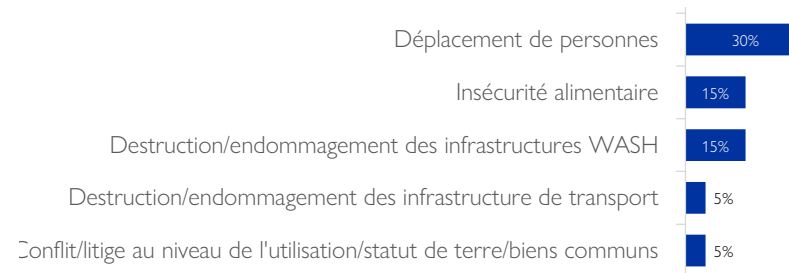 Déplacement de personnes 30%
Insécurité alimentaire 15%
Destruction/endommagement des infrastructures WASH 15%
Destruction/endommagement des infrastructure de transport 5%
Conflit/litige au niveau de l'utilisation/statut de terre/biens communs 5%